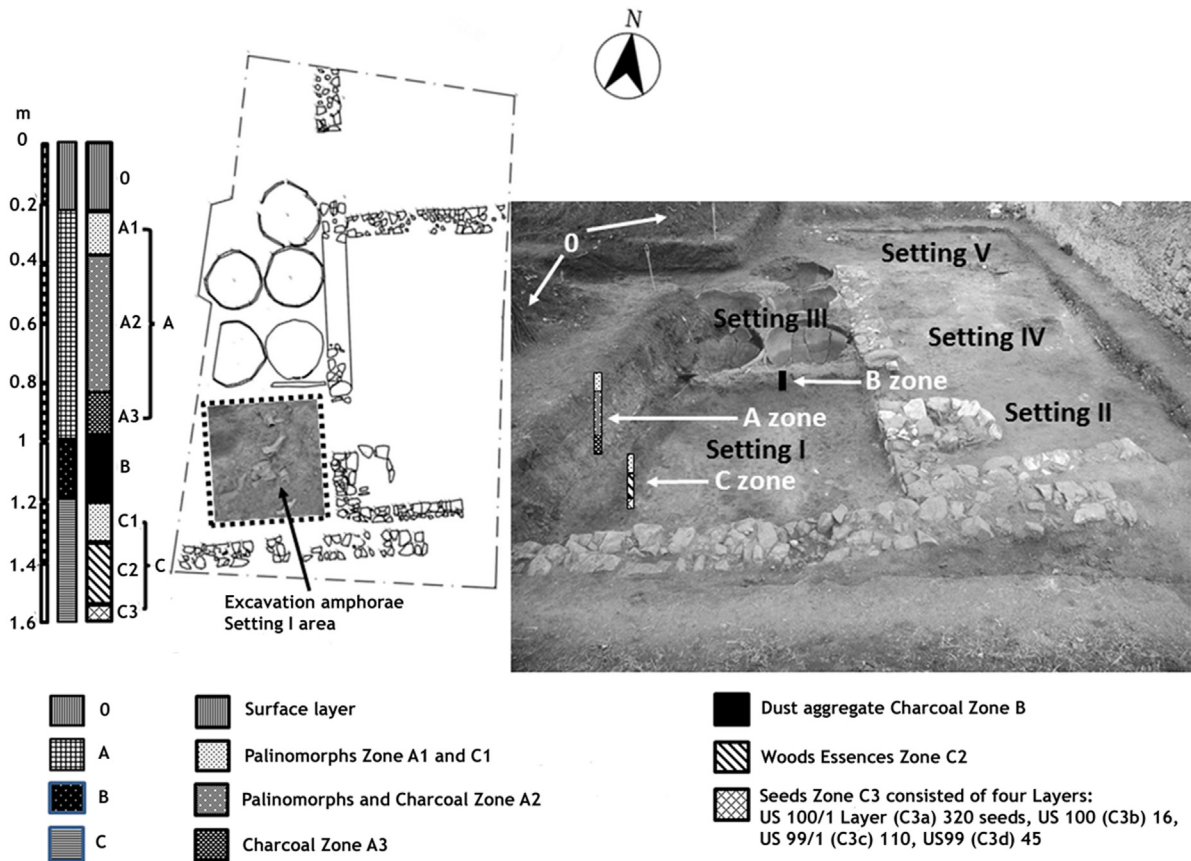 N
m
0
0.2
0.4
0.6
0.8
1
1.2
1.4
1.6
0
A1
A2
A
A3
B
C1
C2
C
C3
Excavation amphorae
Setting I area
0
Setting V
Setting III
Setting IV
B zone
A zone
Setting II
Setting I
C zone
0
A
B
C
Surface layer
Palinomorphs Zone A1 and C1
Palinomorphs and Charcoal Zone A2
Charcoal Zone A3
Dust aggregate Charcoal Zone B
Woods Essences Zone C2
Seeds Zone C3 consisted of four Layers:
US 100/1 Layer (C3a) 320 seeds, US 100 (C3b) 16,
US 99/1 (C3c) 110, US99 (C3d) 45